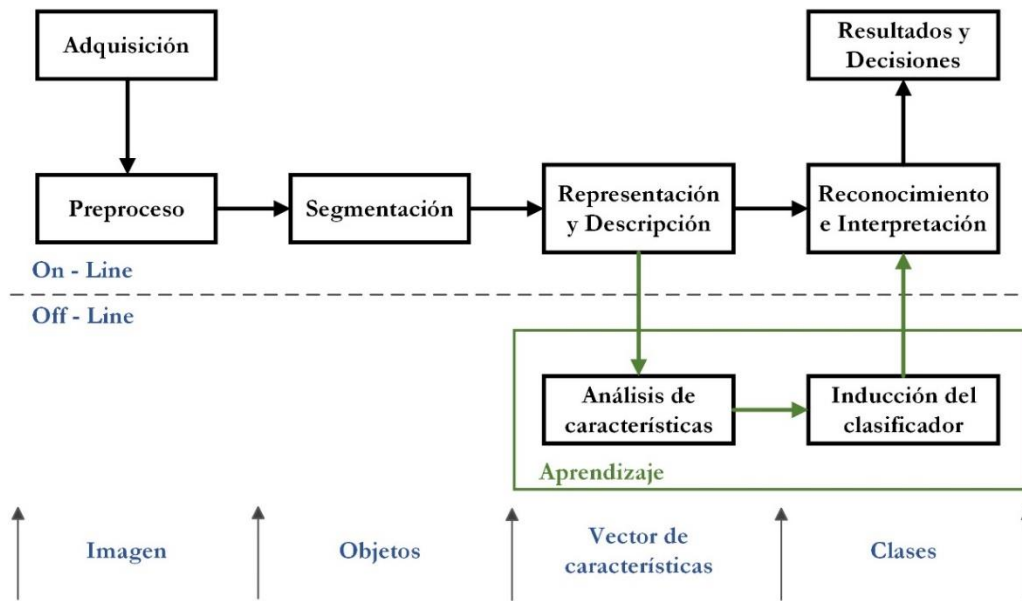 Adquisición
Resultados y
Decisiones
Preproceso
Segmentación
Representación
y Descripción
Reconocimiento
e Interpretación
On - Line
Off - Line
Análisis de
características
Inducción del
clasificador
Aprendizaje
Imagen
Objetos
Vector de
características
Clases